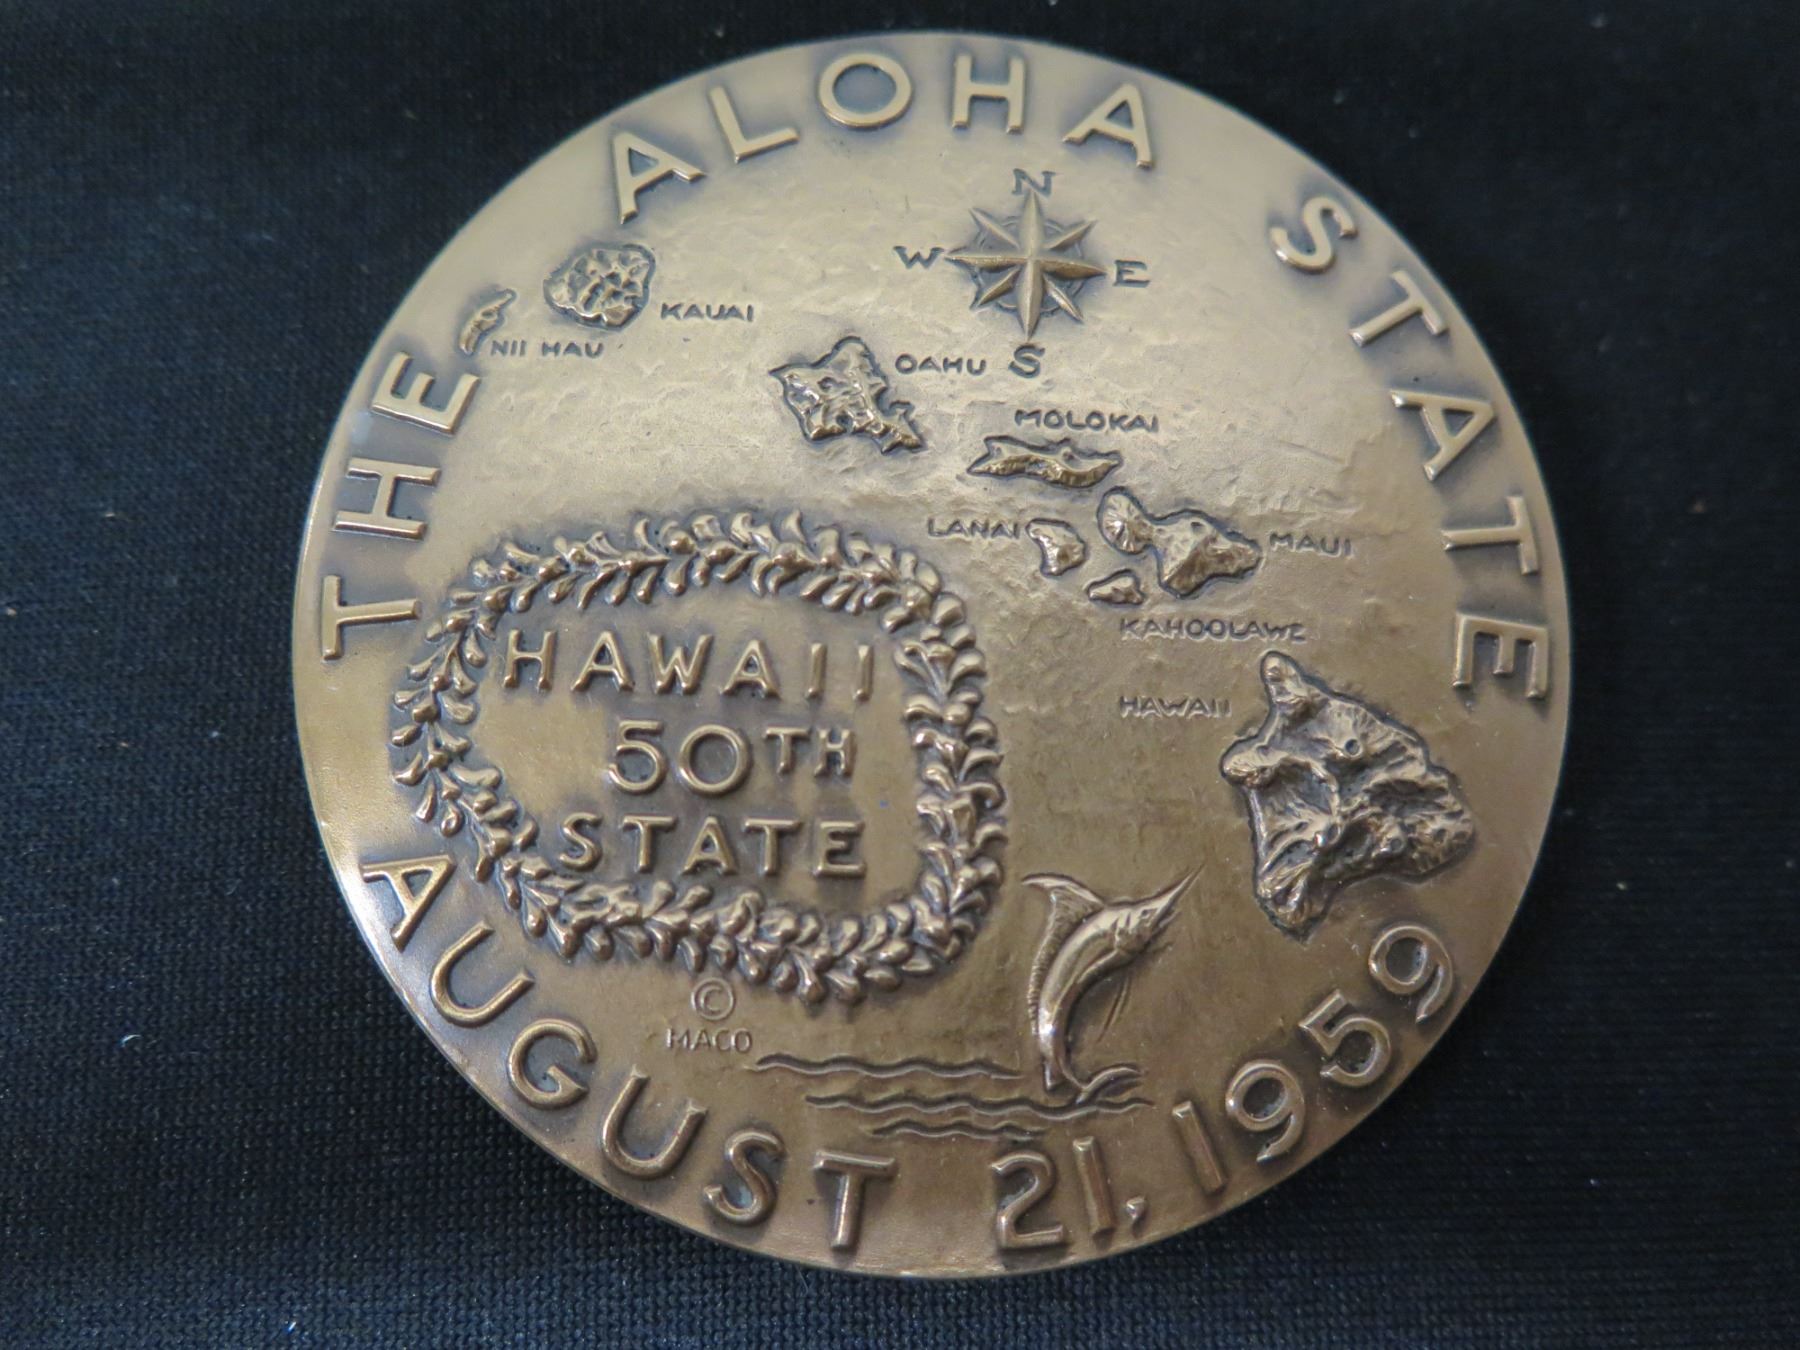 THE ALOHA STATE
N
W E
S
KAUAI
NII HAU
OAHU
MOLOKAI
LANAI
MAUI
KAHOOLAWE
HAWAII
HAWAII
50TH
STATE
©
MACO
AUGUST 21, 1959